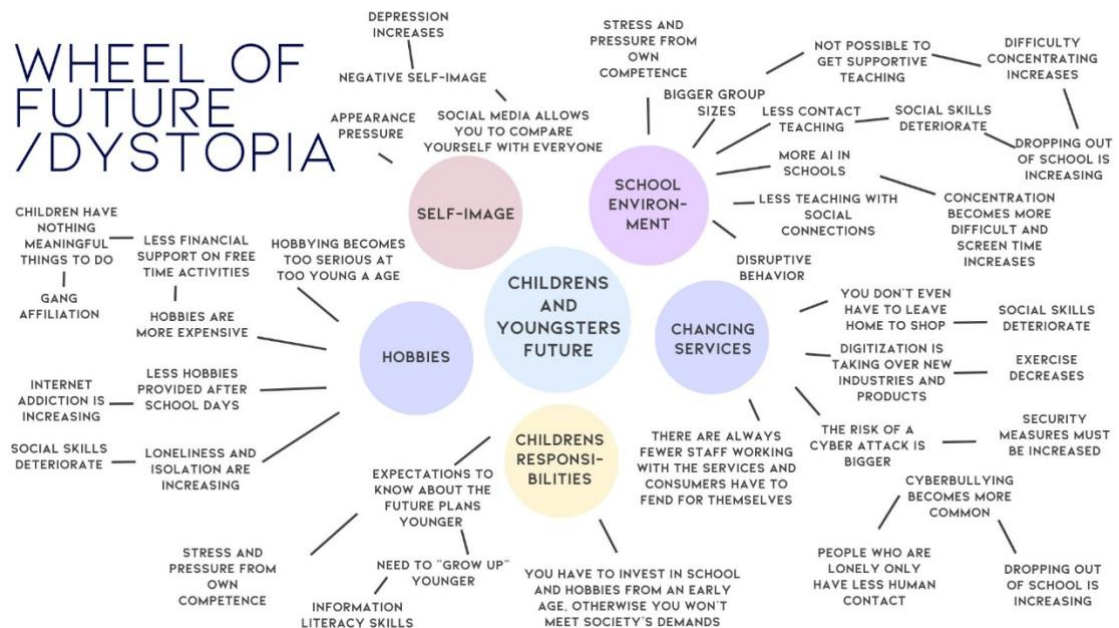 WHEEL OF
FUTURE
/DYSTOPIA
DEPRESSION
INCREASES
NEGATIVE SELF-IMAGE
APPEARANCE
PRESSURE
SOCIAL MEDIA ALLOWS
YOU TO COMPARE
YOURSELF WITH EVERYONE
SELF-IMAGE
STRESS AND
PRESSURE FROM
OWN
COMPETENCE
BIGGER GROUP
SIZES
NOT POSSIBLE TO
GET SUPPORTIVE
TEACHING
DIFFICULTY
CONCENTRATING
INCREASES
LESS CONTACT
TEACHING
SOCIAL SKILLS
DETERIORATE
DROPPING OUT
OF SCHOOL IS
INCREASING
MORE AI IN
SCHOOLS
SCHOOL
ENVIRON-
MENT
LESS TEACHING WITH
SOCIAL
CONNECTIONS
CONCENTRATION
BECOMES MORE
DIFFICULT AND
SCREEN TIME
INCREASES
DISRUPTIVE
BEHAVIOR
CHILDREN HAVE
NOTHING
MEANINGFUL
THINGS TO DO
LESS FINANCIAL
SUPPORT ON FREE
TIME ACTIVITIES
HOBBYING BECOMES
TOO SERIOUS AT
TOO YOUNG A AGE
GANG
AFFILIATION
HOBBIES ARE
MORE EXPENSIVE
HOBBIES
CHILDRENS
AND
YOUNGSTERS
FUTURE
CHANCING
SERVICES
YOU DON'T EVEN
HAVE TO LEAVE
HOME TO SHOP
SOCIAL SKILLS
DETERIORATE
DIGITIZATION IS
TAKING OVER NEW
INDUSTRIES AND
PRODUCTS
EXERCISE
DECREASES
INTERNET
ADDICTION IS
INCREASING
LESS HOBBIES
PROVIDED AFTER
SCHOOL DAYS
SOCIAL SKILLS
DETERIORATE
LONELINESS AND
ISOLATION ARE
INCREASING
CHILDRENS
RESPONSI-
BILITIES
THERE ARE ALWAYS
FEWER STAFF WORKING
WITH THE SERVICES AND
CONSUMERS HAVE TO
FEND FOR THEMSELVES
THE RISK OF A
CYBER ATTACK IS
BIGGER
SECURITY
MEASURES MUST
BE INCREASED
CYBERBULLYING
BECOMES MORE
COMMON
EXPECTATIONS TO
KNOW ABOUT THE
FUTURE PLANS
YOUNGER
STRESS AND
PRESSURE FROM
OWN
COMPETENCE
NEED TO "GROW UP"
YOUNGER
INFORMATION
LITERACY SKILLS
YOU HAVE TO INVEST IN SCHOOL
AND HOBBIES FROM AN EARLY
AGE, OTHERWISE YOU WON'T
MEET SOCIETY'S DEMANDS
PEOPLE WHO ARE
LONELY ONLY
HAVE LESS HUMAN
CONTACT
DROPPING OUT
OF SCHOOL IS
INCREASING